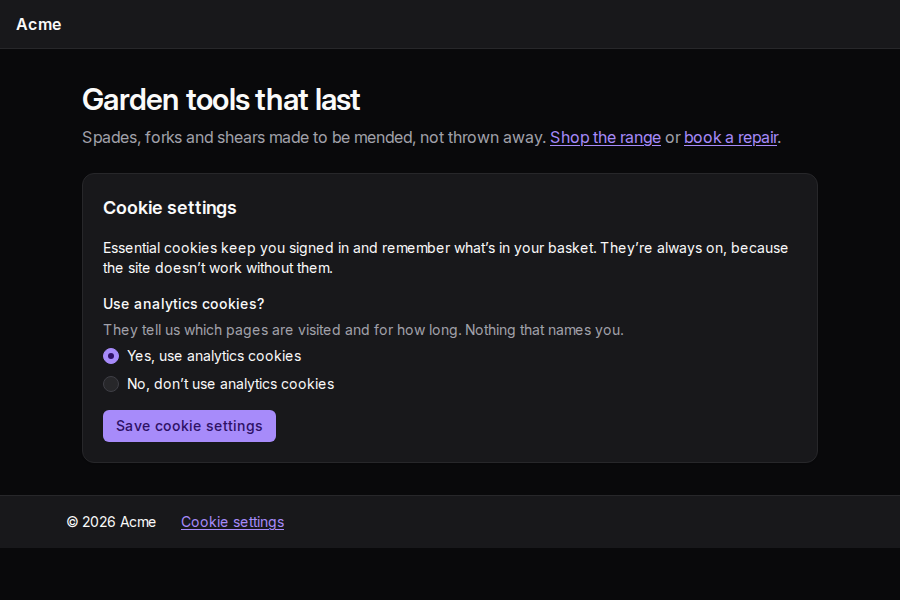 Acme
Garden tools that last
Spades, forks and shears made to be mended, not thrown away. Shop the range or book a repair.
Cookie settings
Essential cookies keep you signed in and remember what’s in your basket. They’re always on, because
the site doesn’t work without them.
Use analytics cookies?
They tell us which pages are visited and for how long. Nothing that names you.
Yes, use analytics cookies
No, don’t use analytics cookies
Save cookie settings
© 2026 Acme Cookie settings